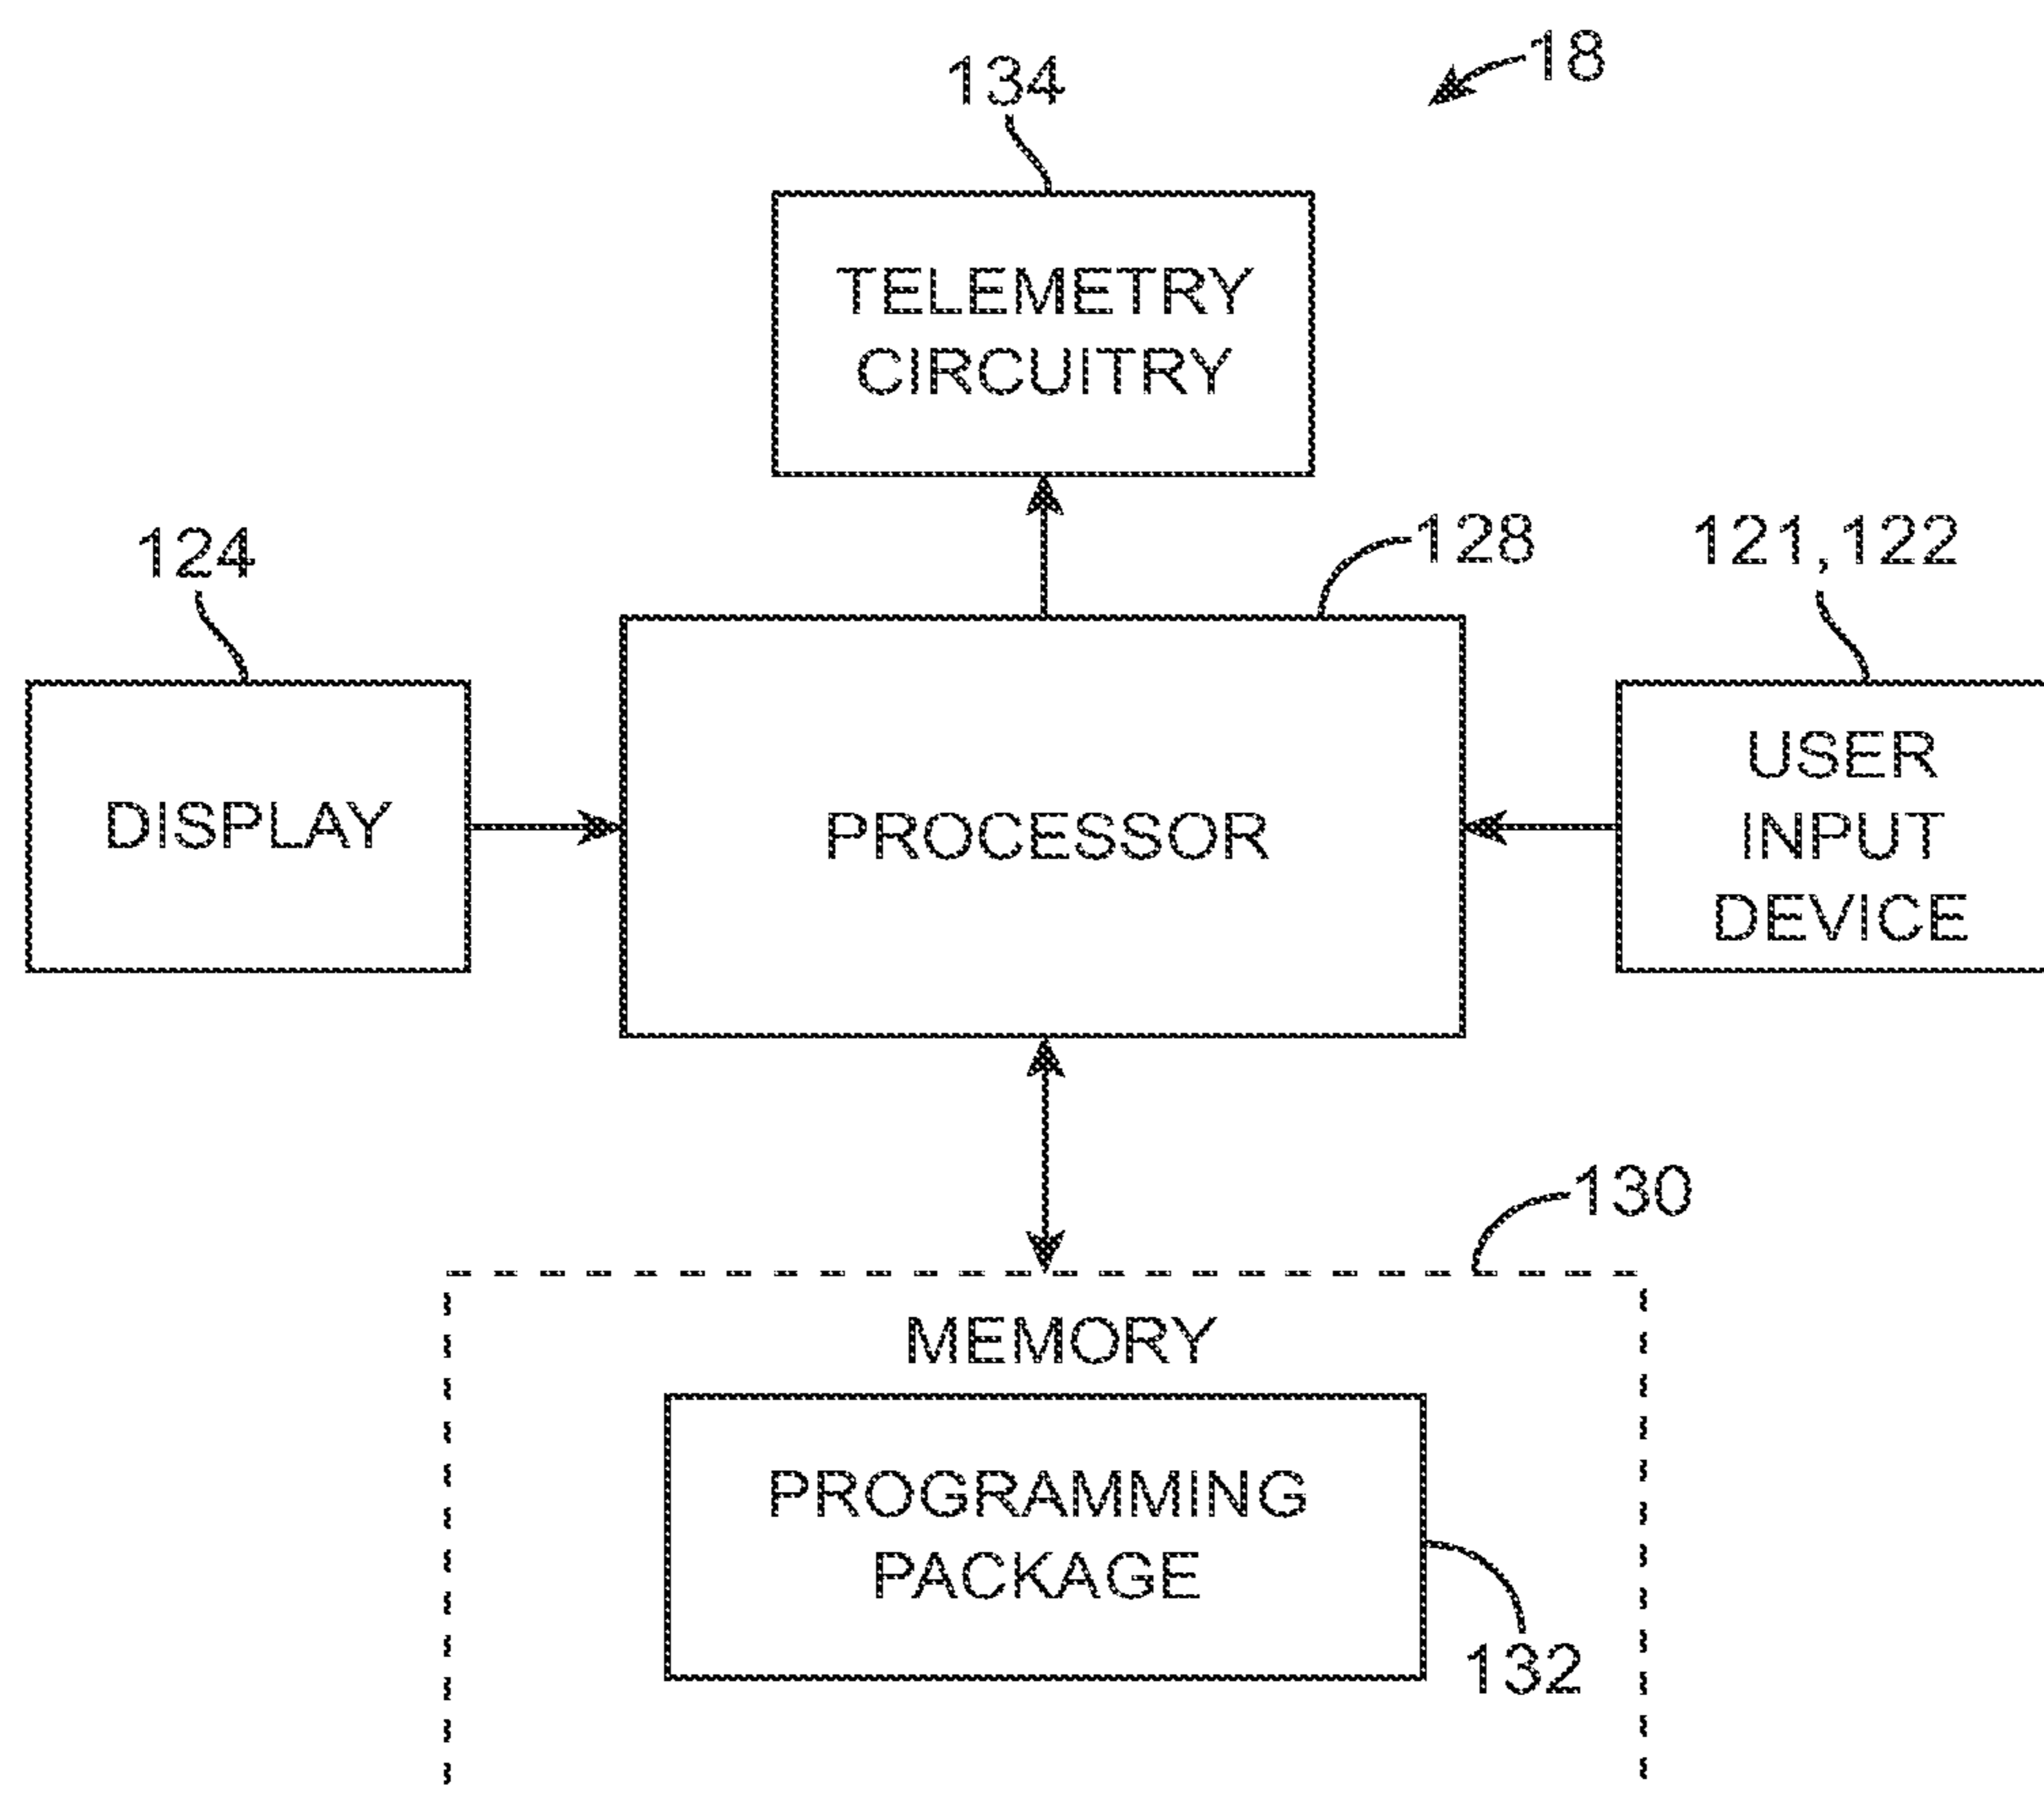 18
134
TELEMETRY
CIRCUITRY
124
128
121,122
DISPLAY
PROCESSOR
USER
INPUT
DEVICE
130
MEMORY
PROGRAMMING
PACKAGE
132